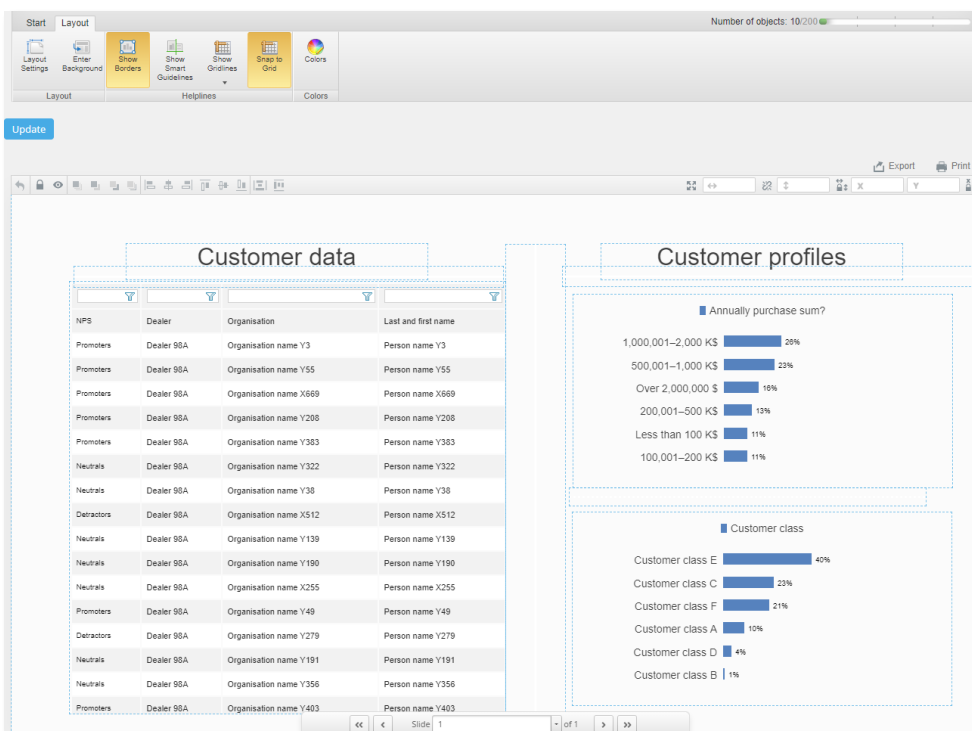 Start Layout Number of objects: 10/200
Layout Settings Enter Background Show Borders Show Smart Guidelines Show Gridlines Snap to Grid Colors
Layout Helplines Colors
Update
Export Print
X Y
Customer data Customer profiles
NPS Dealer Organisation Last and first name
Promoters Dealer 98A Organisation name Y3 Person name Y3
Promoters Dealer 98A Organisation name Y55 Person name Y55
Promoters Dealer 98A Organisation name X669 Person name X669
Promoters Dealer 98A Organisation name Y208 Person name Y208
Promoters Dealer 98A Organisation name Y383 Person name Y383
Neutrals Dealer 98A Organisation name Y322 Person name Y322
Neutrals Dealer 98A Organisation name Y38 Person name Y38
Detractors Dealer 98A Organisation name X512 Person name X512
Neutrals Dealer 98A Organisation name Y139 Person name Y139
Neutrals Dealer 98A Organisation name Y190 Person name Y190
Neutrals Dealer 98A Organisation name X255 Person name X255
Promoters Dealer 98A Organisation name Y49 Person name Y49
Detractors Dealer 98A Organisation name Y279 Person name Y279
Neutrals Dealer 98A Organisation name Y191 Person name Y191
Neutrals Dealer 98A Organisation name Y356 Person name Y356
Promoters Dealer 98A Organisation name Y403 Person name Y403
Annually purchase sum?
1,000,001–2,000 K$ 26%
500,001–1,000 K$ 23%
Over 2,000,000 $ 16%
200,001–500 K$ 13%
Less than 100 K$ 11%
100,001–200 K$ 11%
Customer class
Customer class E 40%
Customer class C 23%
Customer class F 21%
Customer class A 10%
Customer class D 4%
Customer class B 1%
Slide 1 of 1